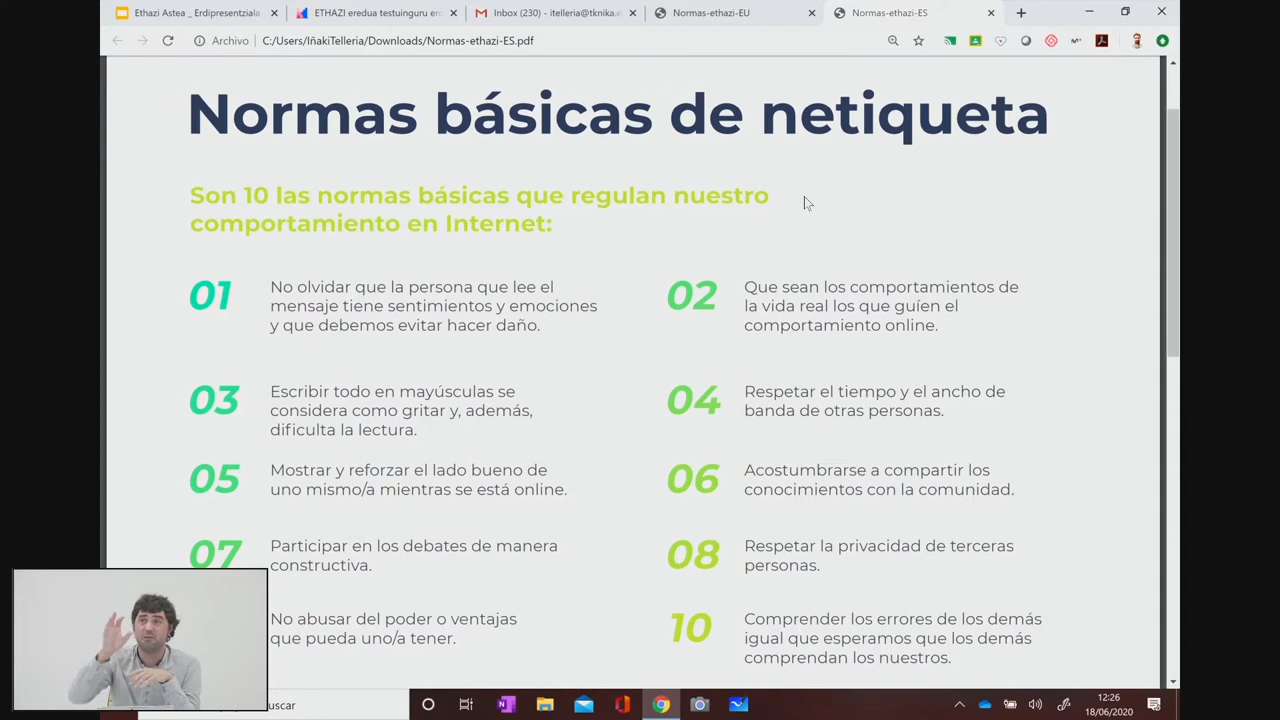 Ethazi Astea _ Erdipresentziala
ETHAZI eredua testuinguru erd
Inbox (230) - itelleria@tknika.e
Normas-ethazi-EU
Normas-ethazi-ES
Archivo
C:/Users/IñakiTelleria/Downloads/Normas-ethazi-ES.pdf
Normas básicas de netiqueta
Son 10 las normas básicas que regulan nuestro
comportamiento en Internet:
01
No olvidar que la persona que lee el
mensaje tiene sentimientos y emociones
y que debemos evitar hacer daño.
02
Que sean los comportamientos de
la vida real los que guíen el
comportamiento online.
03
Escribir todo en mayúsculas se
considera como gritar y, además,
dificulta la lectura.
04
Respetar el tiempo y el ancho de
banda de otras personas.
05
Mostrar y reforzar el lado bueno de
uno mismo/a mientras se está online.
06
Acostumbrarse a compartir los
conocimientos con la comunidad.
07
Participar en los debates de manera
constructiva.
08
Respetar la privacidad de terceras
personas.
No abusar del poder o ventajas
que pueda uno/a tener.
10
Comprender los errores de los demás
igual que esperamos que los demás
comprendan los nuestros.
uscar
12:26
18/06/2020